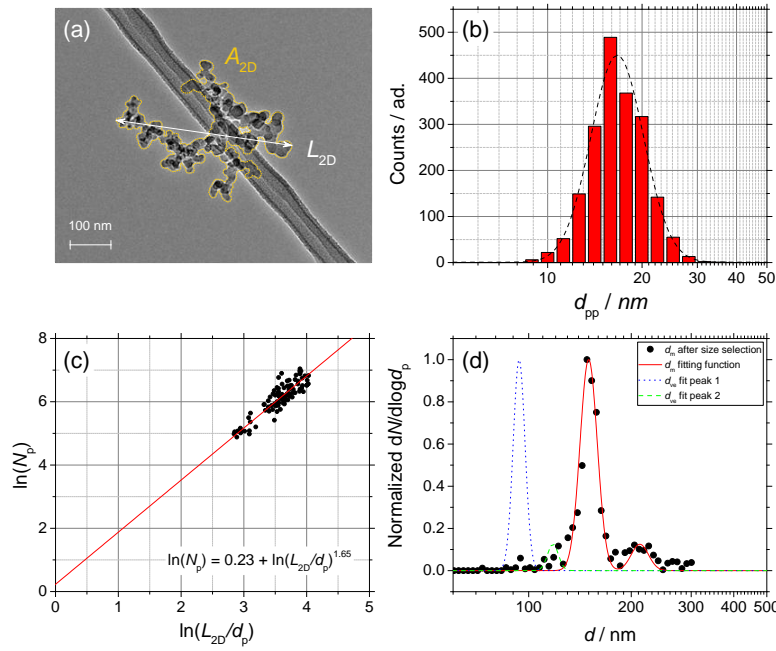 (a)
A2D
L2D
100 nm
(b)
Counts / ad.
500
400
300
200
100
0
10
20
30
40
50
dpp / nm
(c)
ln(Np)
8
6
4
2
0
ln(Np) = 0.23 + ln(L2D/dp)^1.65
0
1
2
3
4
5
ln(L2D/dp)
(d)
dm after size selection
dm fitting function
dve fit peak 1
dve fit peak 2
Normalized dN/dlogdp
1.0
0.8
0.6
0.4
0.2
0.0
100
200
300
400
500
d / nm